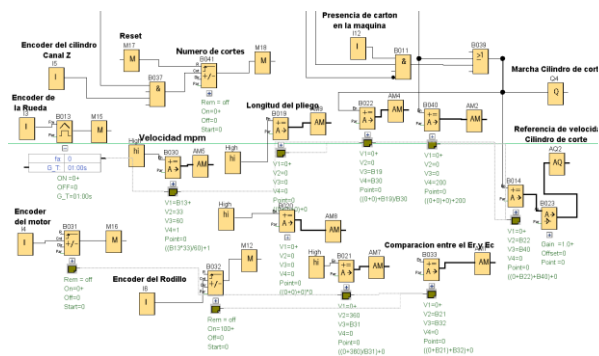 Presencia de carton
en la maquina
Reset
M17
Numero de cortes
M18
I12
B011
B039
Encoder del cilindro
Canal Z
B041
I5
B037
Marcha Cilindro de cort
Q4
Rem = off
On=0+
Off=0
Start=0
Encoder de
la Rueda
I3
B013
M15
Longitud del pliego
B019
B022
AM4
B040
AM2
Referencia de velocidad
Cilindro de corte
AQ2
fa 0
G_T 01.00s
ON =8+
OFF=0
G_T=01.00s
High
Velocidad mpm
B030
AM5
V1=B13+
V2=33
V3=60
V4=1
Point=0
((B13*33)/60)+1
V1=0+
V2=0
V3=0
V4=0
Point=0
V1=0+
V2=0
V3=B19
V4=B30
Point=0
((0+0)+B19)/B30
V1=0+
V2=0
V3=0
V4=200
Point=0
((0+0)+0)+200
B014
B023
V1=0+
V2=B22
V3=B40
V4=0
Point=0
((0+B22)+B40)+0
Gain =1.0+
Offset=0
Point =0
High
AM8
V1=0+
V2=0
V3=0
V4=0
Point=0
((0+0)+0)*0
Encoder
del motor
I4
B031
M16
Rem = off
On=0+
Off=0
Start=0
M12
Encoder del Rodillo
B032
Rem = off
On=100+
Off=0
Start=0
High
B021
AM7
V1=0+
V2=360
V3=B31
V4=0
Point=0
((0+360)/B31)+0
Comparacion entre el Er y Ec
B033
V1=0+
V2=B21
V3=B32
V4=0
Point=0
((0+B21)+B32)+0